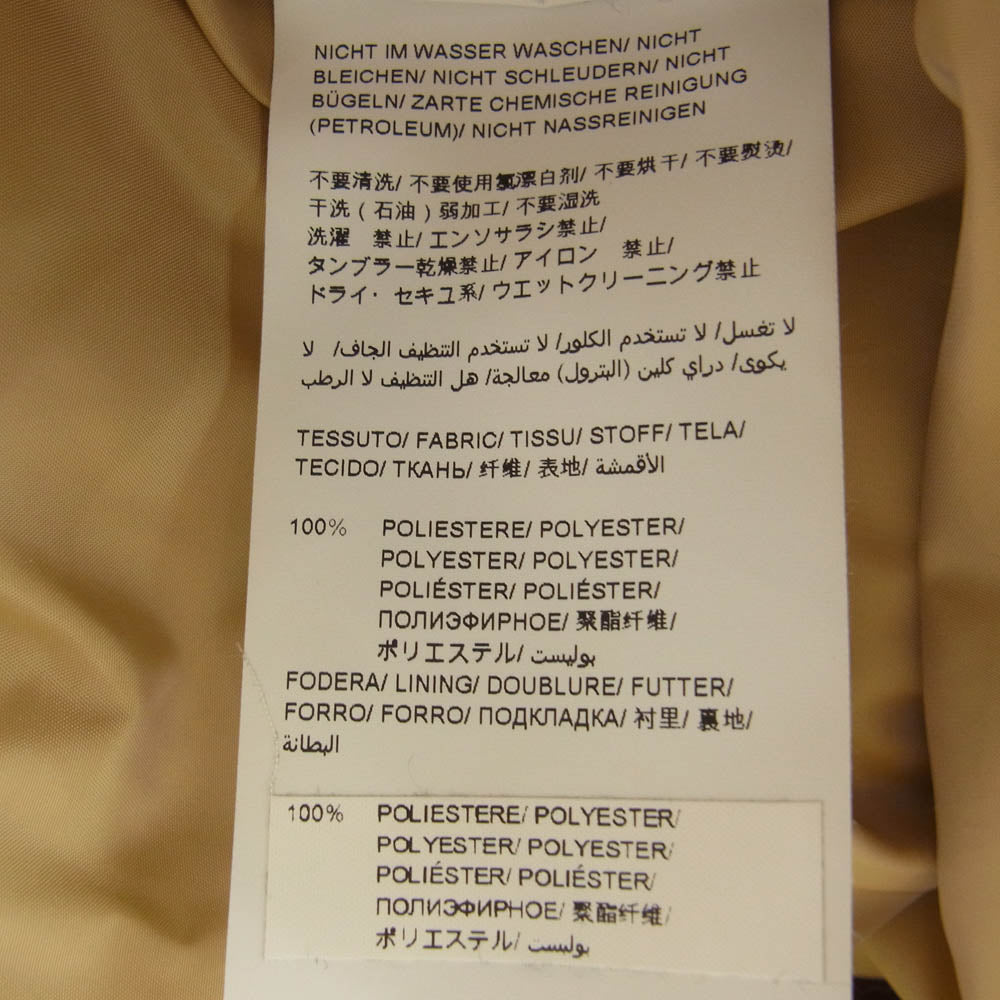 NICHT IM WASSER WASCHEN/ NICHT
BLEICHEN/ NICHT SCHLEUDERN/ NICHT
BÜGELN/ ZARTE CHEMISCHE REINIGUNG
(PETROLEUM)/ NICHT NASSREINIGEN
不要清洗/ 不要使用氯漂白剂/ 不要烘干/ 不要熨烫/
干洗（石油）弱加工/ 不要湿洗
洗濯　禁止/ エンソサラシ禁止/
タンブラー乾燥禁止/ アイロン　禁止/
ドライ・ セキユ系/ ウエットクリーニング禁止
لا تغسل/ لا تستخدم الكلور/ لا تستخدم التنظيف الجاف/ لا
يكوى/ دراي كلين (البترول) معالجة/ هل التنظيف لا الرطب
TESSUTO/ FABRIC/ TISSU/ STOFF/ TELA/
TECIDO/ ТКАНЬ/ 纤维/ 表地/ الأقمشة
100% POLIESTERE/ POLYESTER/
POLYESTER/ POLYESTER/
POLIÉSTER/ POLIÉSTER/
ПОЛИЭФИРНОЕ/ 聚酯纤维/
ポリエステル/ بوليست
FODERA/ LINING/ DOUBLURE/ FUTTER/
FORRO/ FORRO/ ПОДКЛАДКА/ 衬里/ 裏地/
البطانة
100% POLIESTERE/ POLYESTER/
POLYESTER/ POLYESTER/
POLIÉSTER/ POLIÉSTER/
ПОЛИЭФИРНОЕ/ 聚酯纤维/
ポリエステル/ بوليست